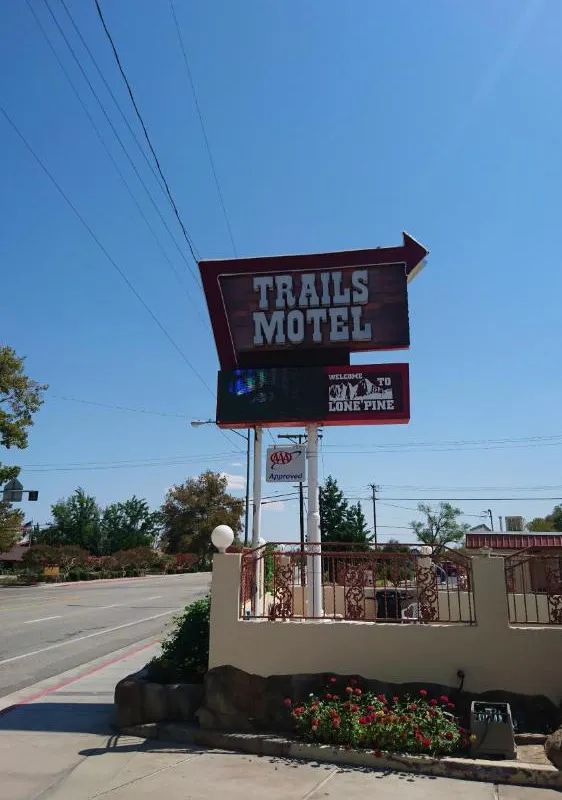 TRAILS
MOTEL
WELCOME TO
LONE PINE
AAA
Approved